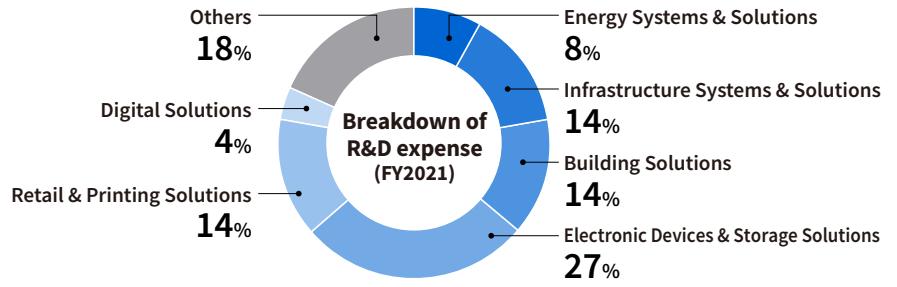 Breakdown of
R&D expense
(FY2021)
Energy Systems & Solutions
8%
Infrastructure Systems & Solutions
14%
Building Solutions
14%
Electronic Devices & Storage Solutions
27%
Retail & Printing Solutions
14%
Digital Solutions
4%
Others
18%